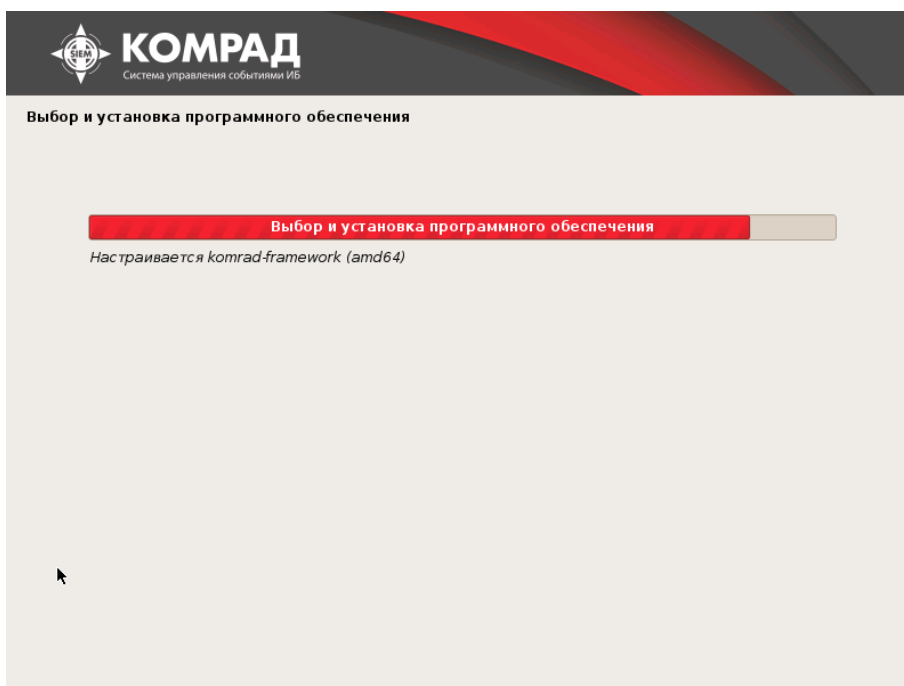 SIEM
КОМРАД
Система управления событиями ИБ
Выбор и установка программного обеспечения
Выбор и установка программного обеспечения
Настраивается komrad-framework (amd64)